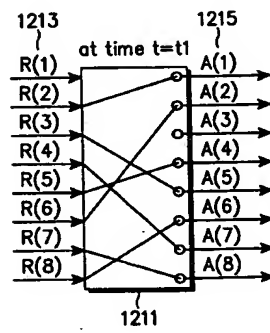 1213
1215
at time t=t1
R(1)
A(1)
R(2)
A(2)
R(3)
A(3)
R(4)
A(4)
R(5)
A(5)
R(6)
A(6)
R(7)
A(7)
R(8)
A(8)
1211